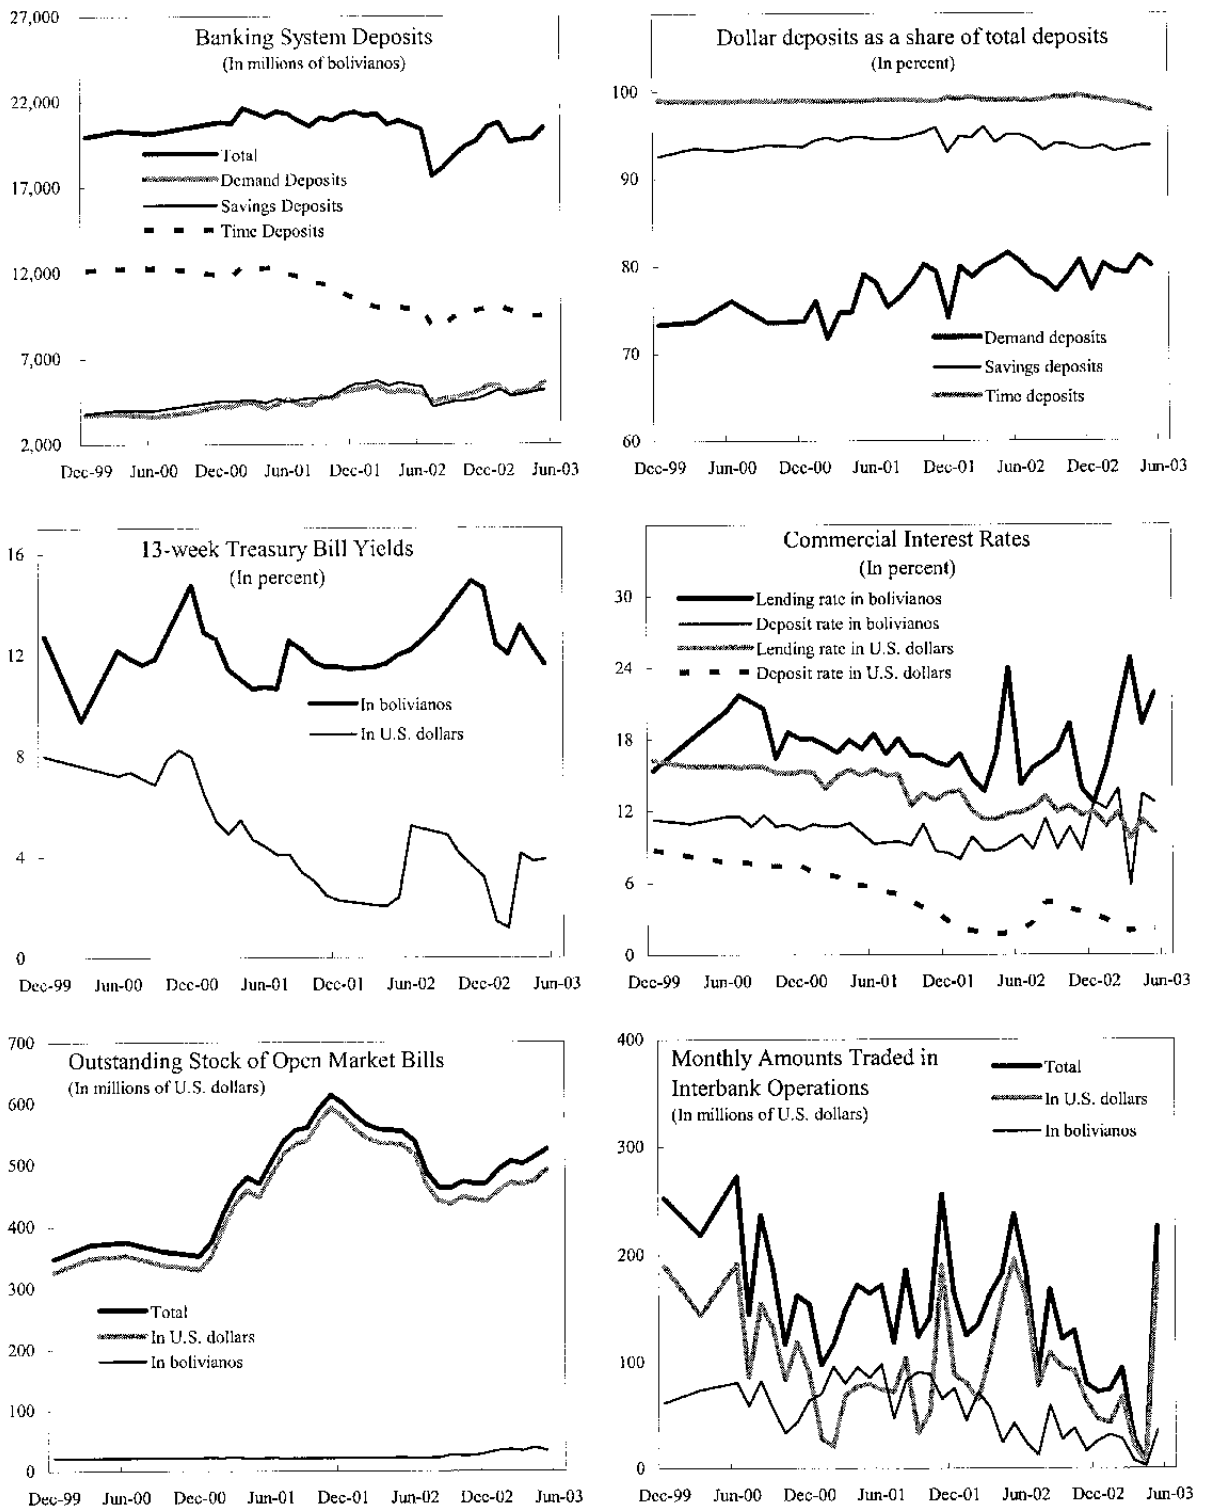 Banking System Deposits
(In millions of bolivianos)
27,000
22,000
17,000
12,000
7,000
2,000
Total
Demand Deposits
Savings Deposits
Time Deposits
Dec-99 Jun-00 Dec-00 Jun-01 Dec-01 Jun-02 Dec-02 Jun-03
Dollar deposits as a share of total deposits
(In percent)
100
90
80
70
60
Demand deposits
Savings deposits
Time deposits
Dec-99 Jun-00 Dec-00 Jun-01 Dec-01 Jun-02 Dec-02 Jun-03
13-week Treasury Bill Yields
(In percent)
16
12
8
4
0
In bolivianos
In U.S. dollars
Dec-99 Jun-00 Dec-00 Jun-01 Dec-01 Jun-02 Dec-02 Jun-03
Commercial Interest Rates
(In percent)
30
24
18
12
6
0
Lending rate in bolivianos
Deposit rate in bolivianos
Lending rate in U.S. dollars
Deposit rate in U.S. dollars
Dec-99 Jun-00 Dec-00 Jun-01 Dec-01 Jun-02 Dec-02 Jun-03
Outstanding Stock of Open Market Bills
(In millions of U.S. dollars)
700
600
500
400
300
200
100
0
Total
In U.S. dollars
In bolivianos
Dec-99 Jun-00 Dec-00 Jun-01 Dec-01 Jun-02 Dec-02 Jun-03
Monthly Amounts Traded in
Interbank Operations
(In millions of U.S. dollars)
400
300
200
100
0
Total
In U.S. dollars
In bolivianos
Dec-99 Jun-00 Dec-00 Jun-01 Dec-01 Jun-02 Dec-02 Jun-03